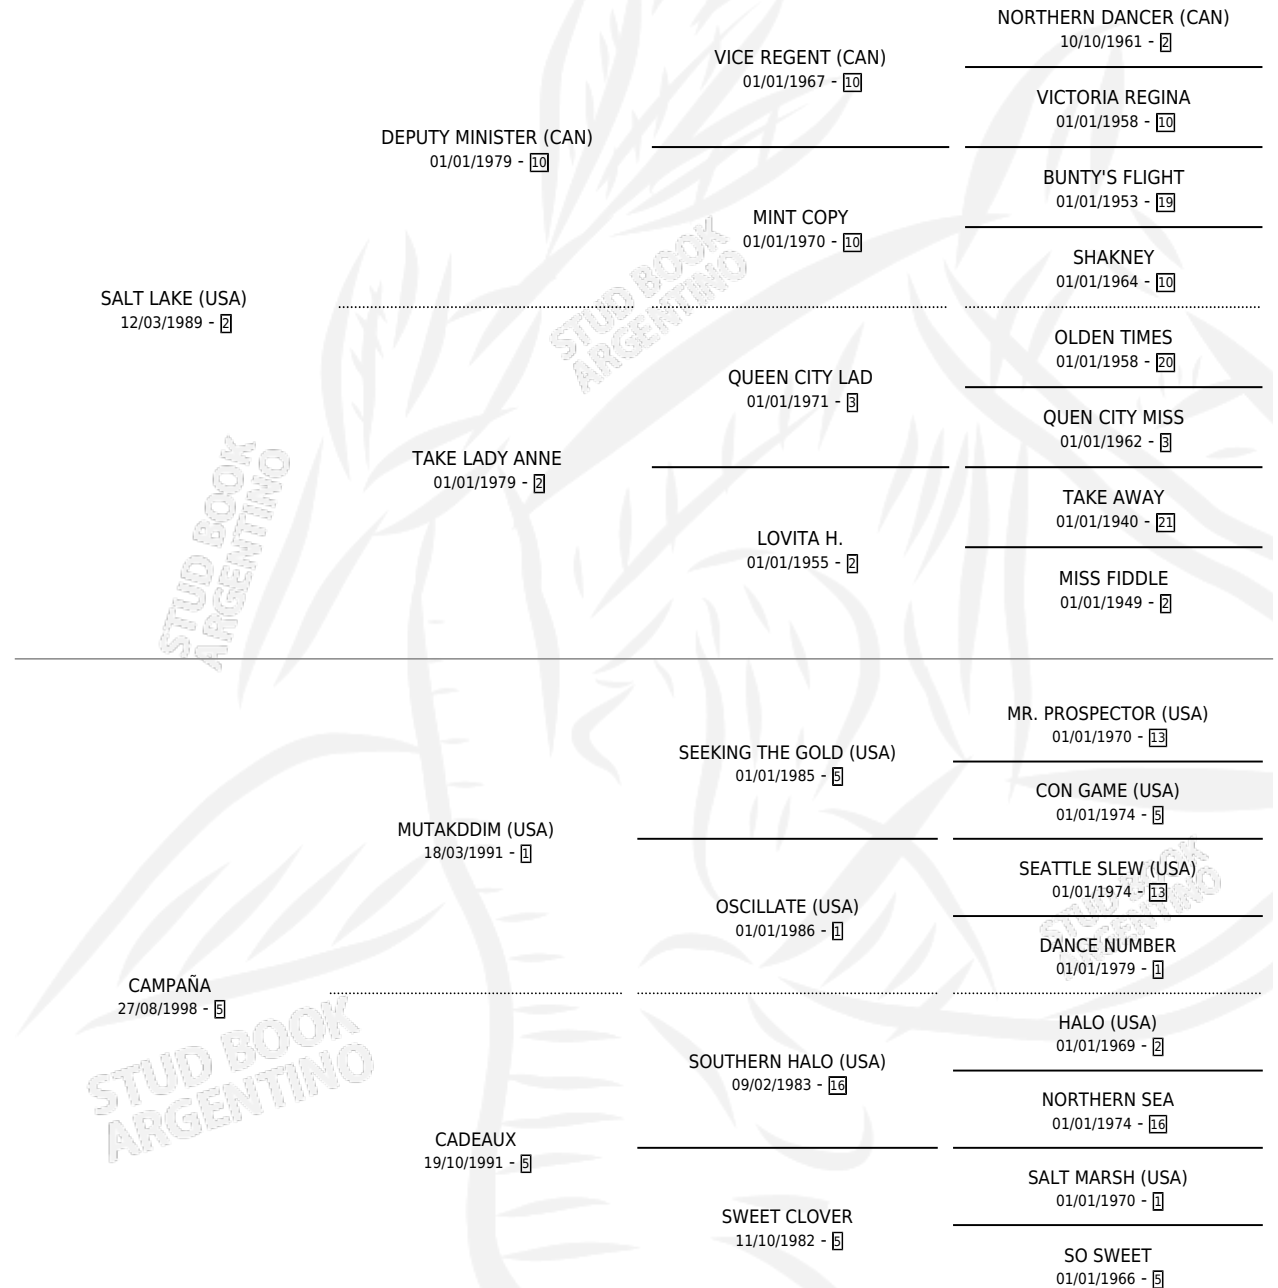 NORTHERN DANCER (CAN)
10/10/1961 - 2
VICE REGENT (CAN)
01/01/1967 - 10
VICTORIA REGINA
01/01/1958 - 10
DEPUTY MINISTER (CAN)
01/01/1979 - 10
BUNTY'S FLIGHT
01/01/1953 - 19
MINT COPY
01/01/1970 - 10
SHAKNEY
01/01/1964 - 10
SALT LAKE (USA)
12/03/1989 - 2
OLDEN TIMES
01/01/1958 - 20
QUEEN CITY LAD
01/01/1971 - 3
QUEN CITY MISS
01/01/1962 - 3
TAKE LADY ANNE
01/01/1979 - 2
TAKE AWAY
01/01/1940 - 21
LOVITA H.
01/01/1955 - 2
MISS FIDDLE
01/01/1949 - 2
STUD BOOK
ARGENTINO
STUD BOOK
ARGENTINO
MR. PROSPECTOR (USA)
01/01/1970 - 13
SEEKING THE GOLD (USA)
01/01/1985 - 5
CON GAME (USA)
01/01/1974 - 5
MUTAKDDIM (USA)
18/03/1991 - 1
SEATTLE SLEW (USA)
01/01/1974 - 13
OSCILLATE (USA)
01/01/1986 - 1
DANCE NUMBER
01/01/1979 - 1
CAMPAÑA
27/08/1998 - 5
HALO (USA)
01/01/1969 - 2
SOUTHERN HALO (USA)
09/02/1983 - 16
NORTHERN SEA
01/01/1974 - 16
CADEAUX
19/10/1991 - 5
SALT MARSH (USA)
01/01/1970 - 1
SWEET CLOVER
11/10/1982 - 5
SO SWEET
01/01/1966 - 5
STUD BOOK
ARGENTINO
STUD BOOK
ARGENTINO